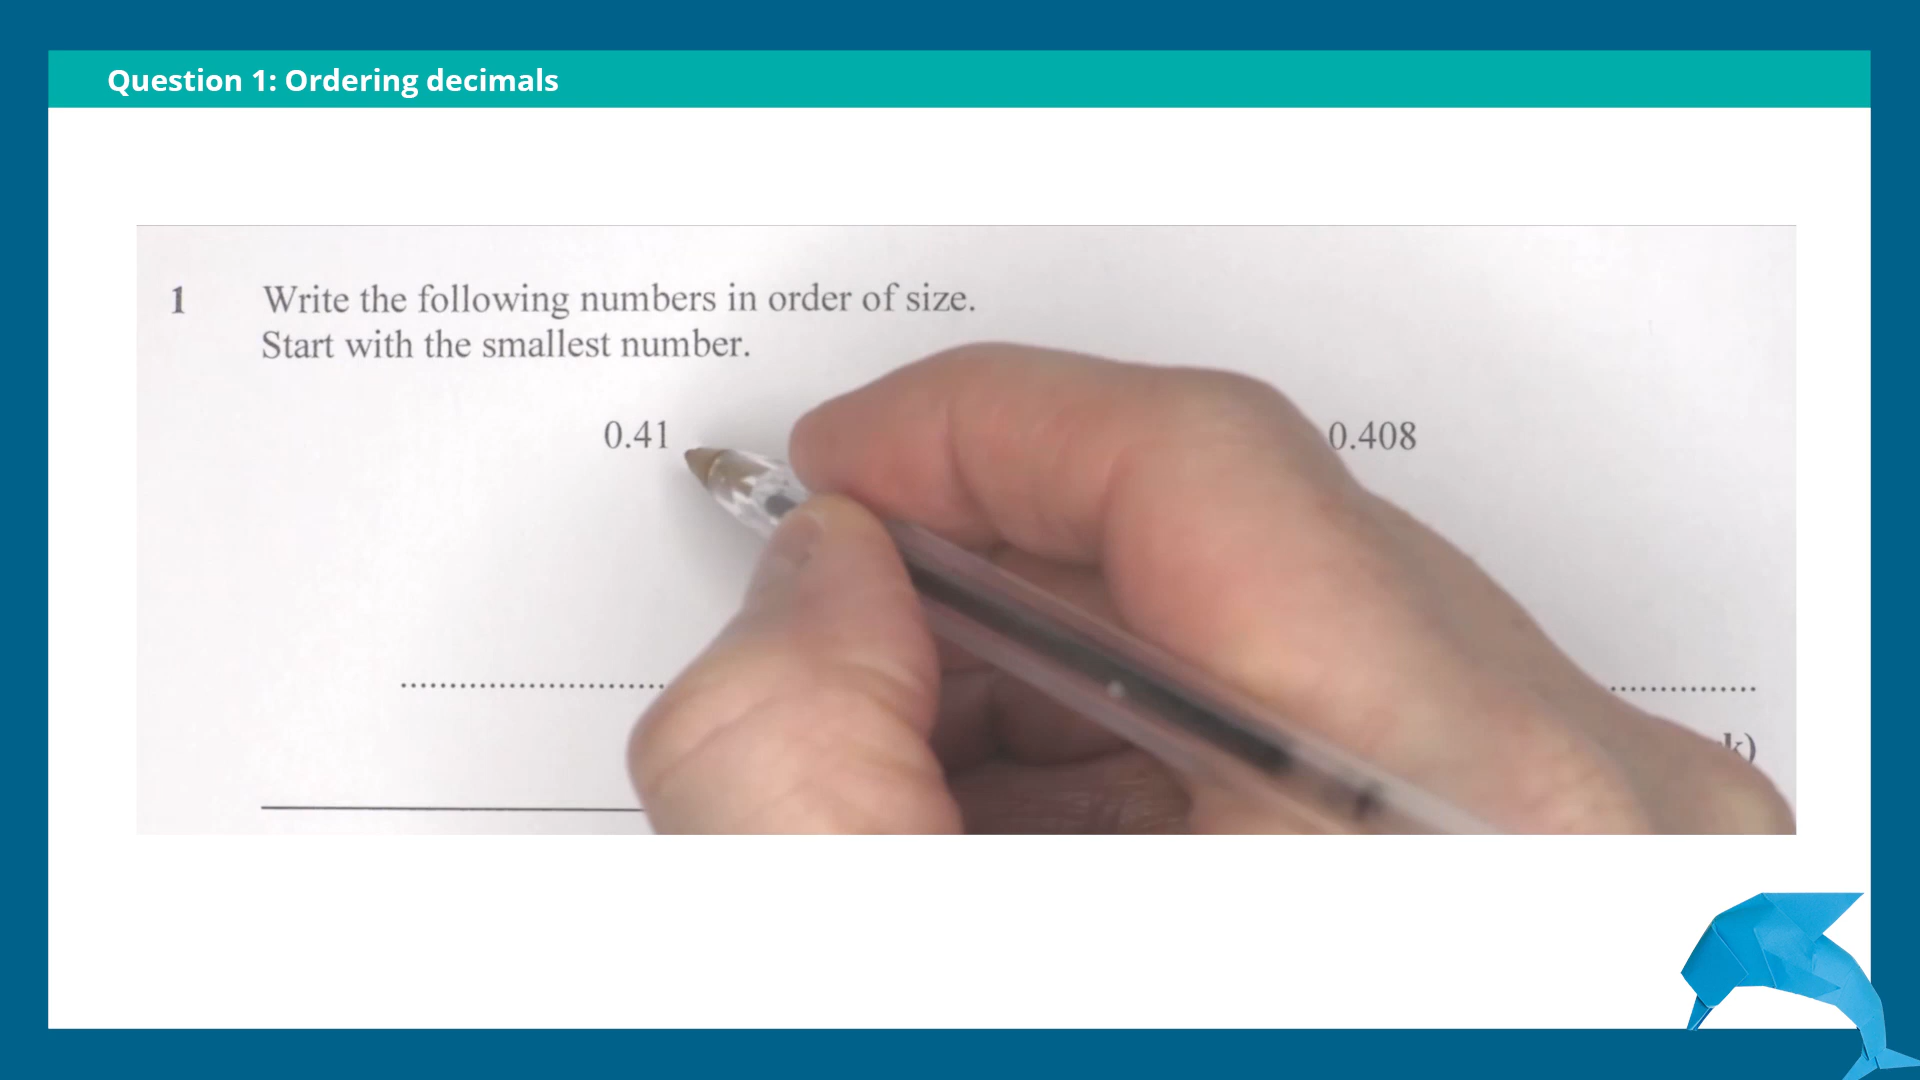 Question 1: Ordering decimals
1 Write the following numbers in order of size.
Start with the smallest number.
0.41 0.408
k)